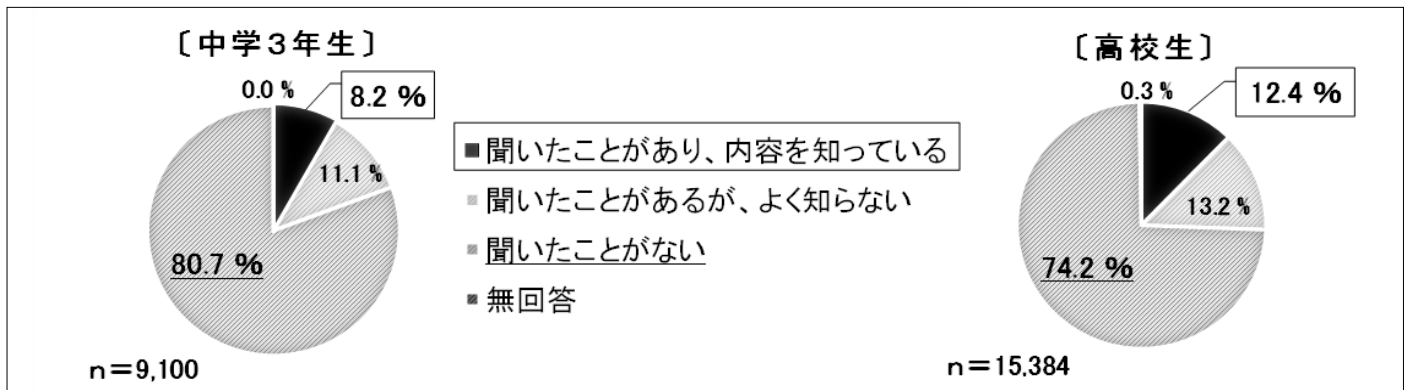 〔中学３年生〕
0.0 %
8.2 %
11.1 %
80.7 %
n＝9,100
■聞いたことがあり、内容を知っている
■聞いたことがあるが、よく知らない
■聞いたことがない
■無回答
〔高校生〕
0.3 %
12.4 %
13.2 %
74.2 %
n＝15,384